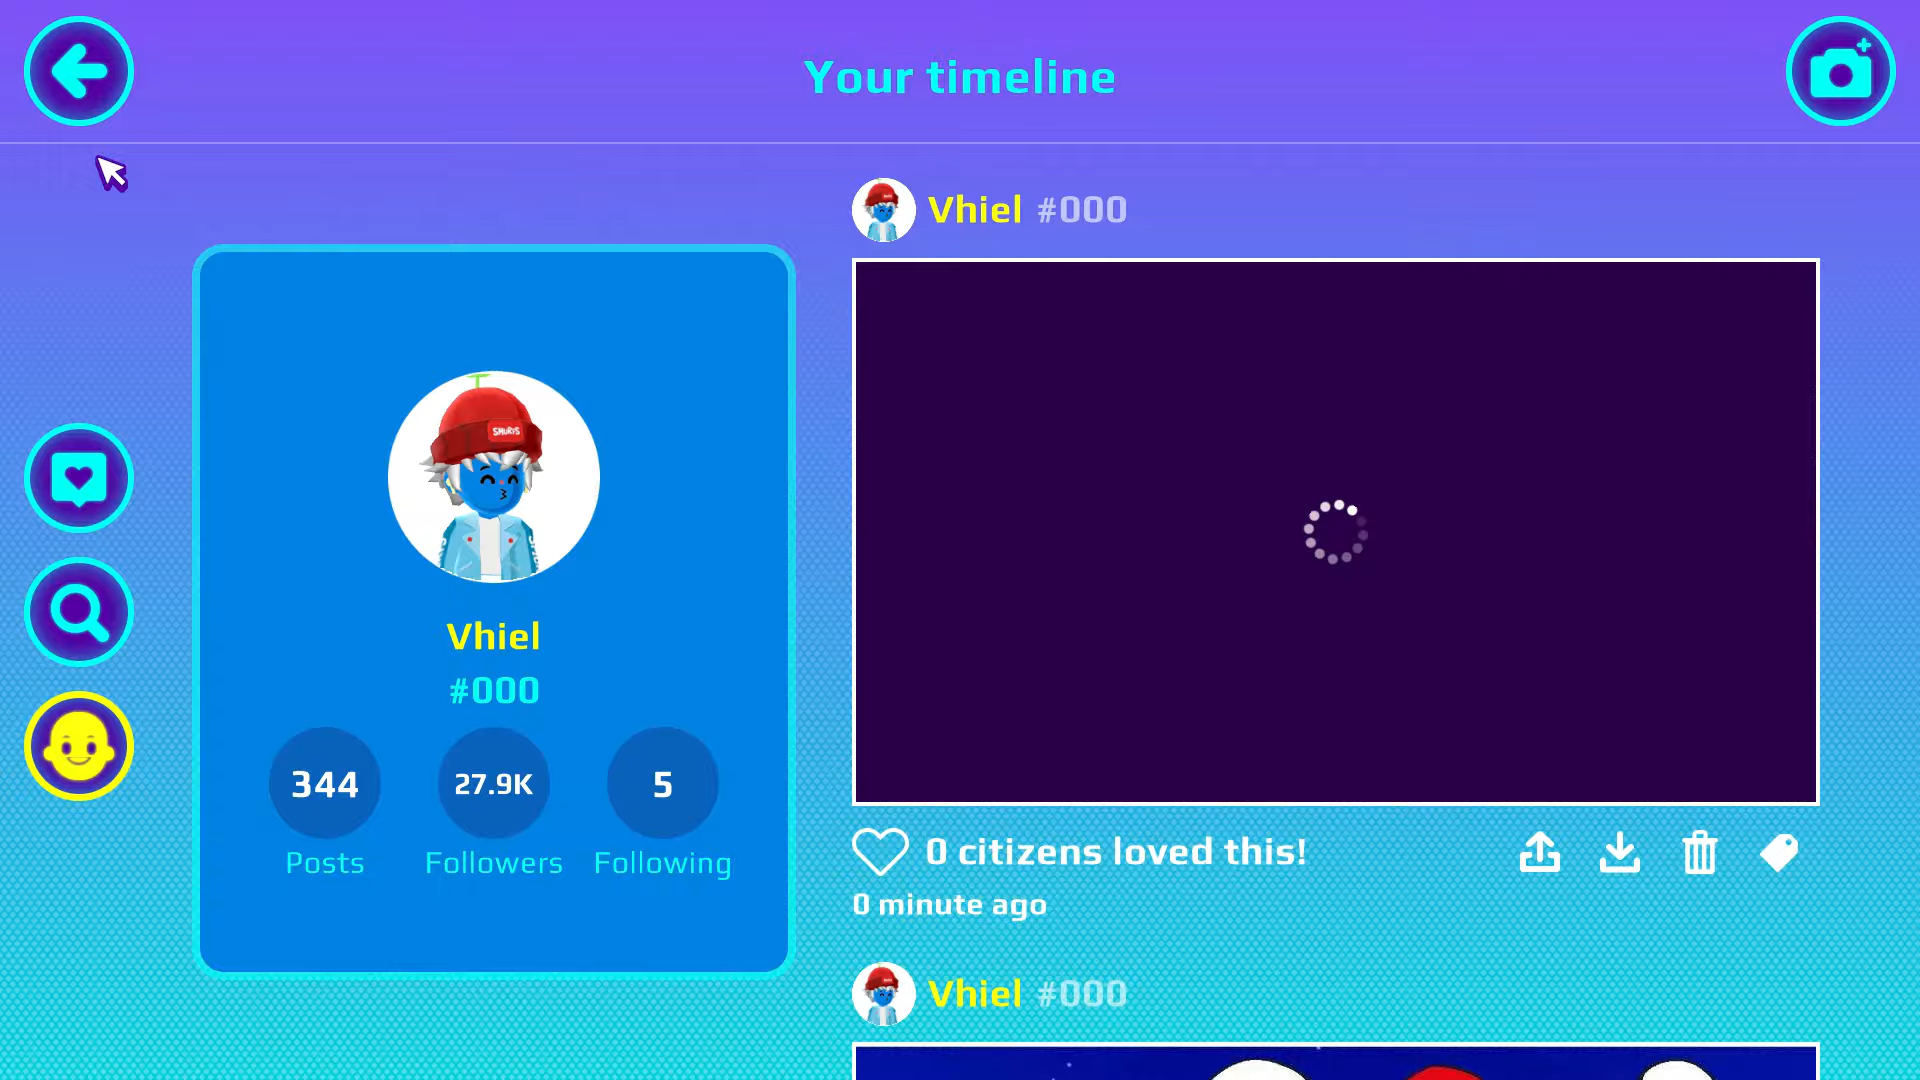 Your timeline
Vhiel #000
SMURFS
Vhiel
#000
344
27.9K
5
Posts
Followers
Following
0 citizens loved this!
0 minute ago
Vhiel #000